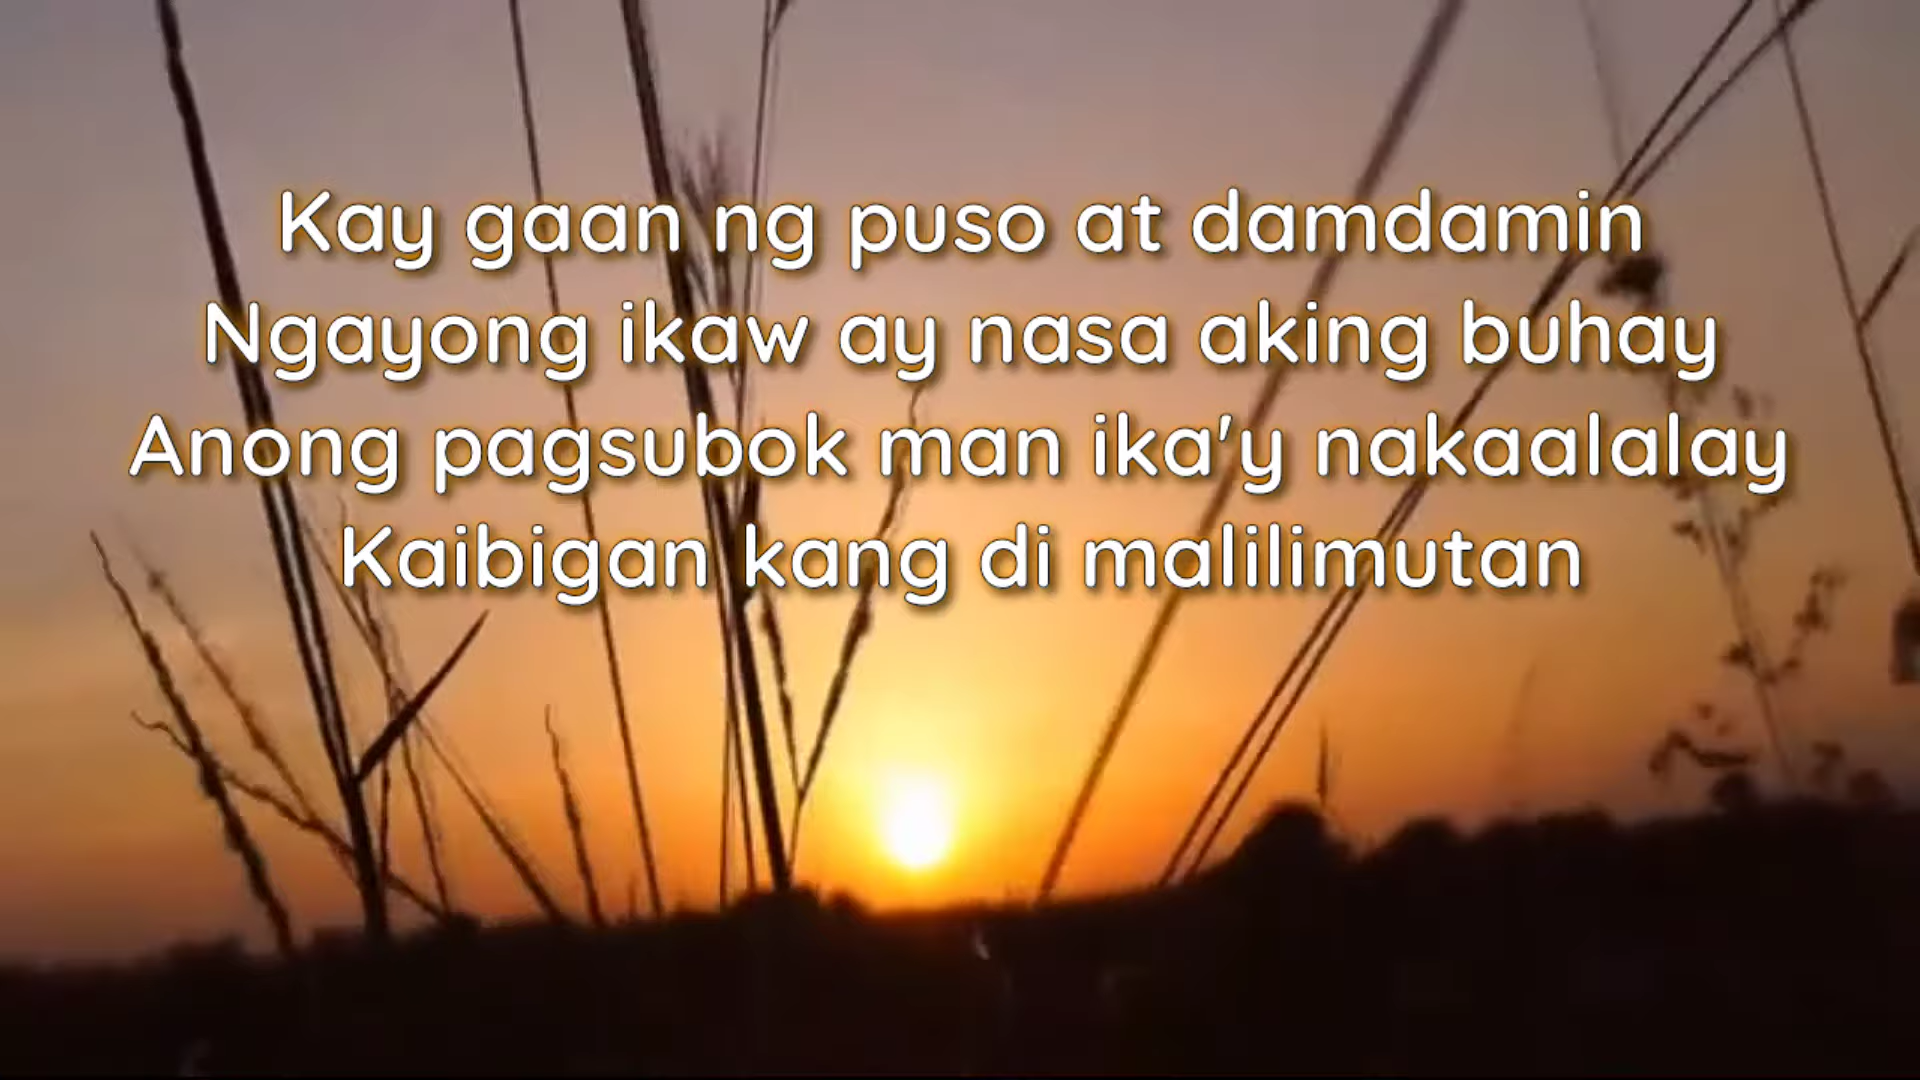 Kay gaan ng puso at damdamin
Ngayong ikaw ay nasa aking buhay
Anong pagsubok man ika'y nakaalalay
Kaibigan kang di malilimutan